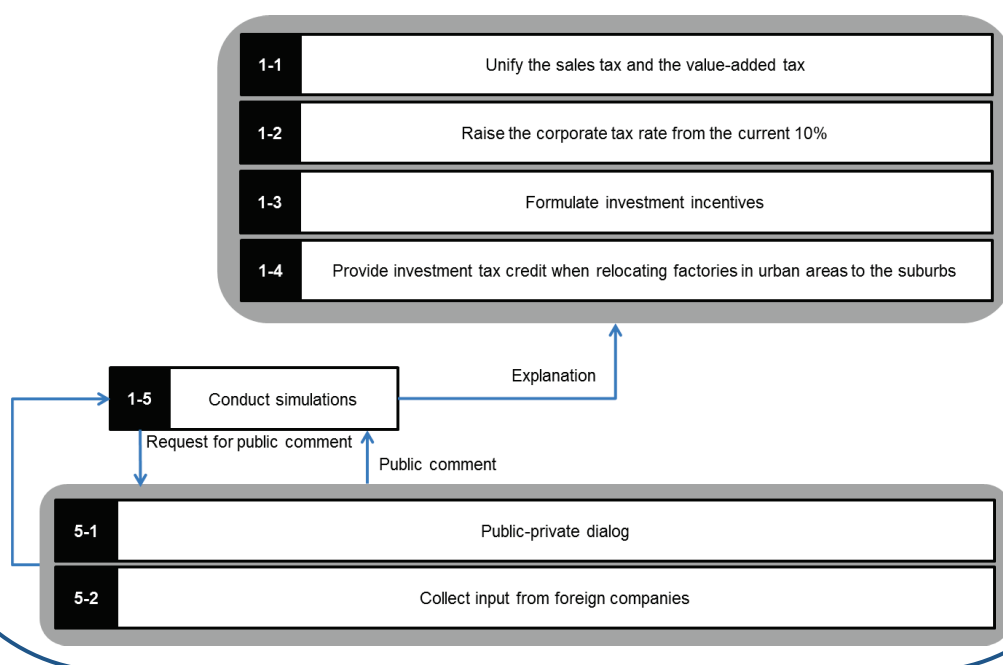 1-1 Unify the sales tax and the value-added tax
1-2 Raise the corporate tax rate from the current 10%
1-3 Formulate investment incentives
1-4 Provide investment tax credit when relocating factories in urban areas to the suburbs
Explanation
1-5 Conduct simulations
Request for public comment
Public comment
5-1 Public-private dialog
5-2 Collect input from foreign companies